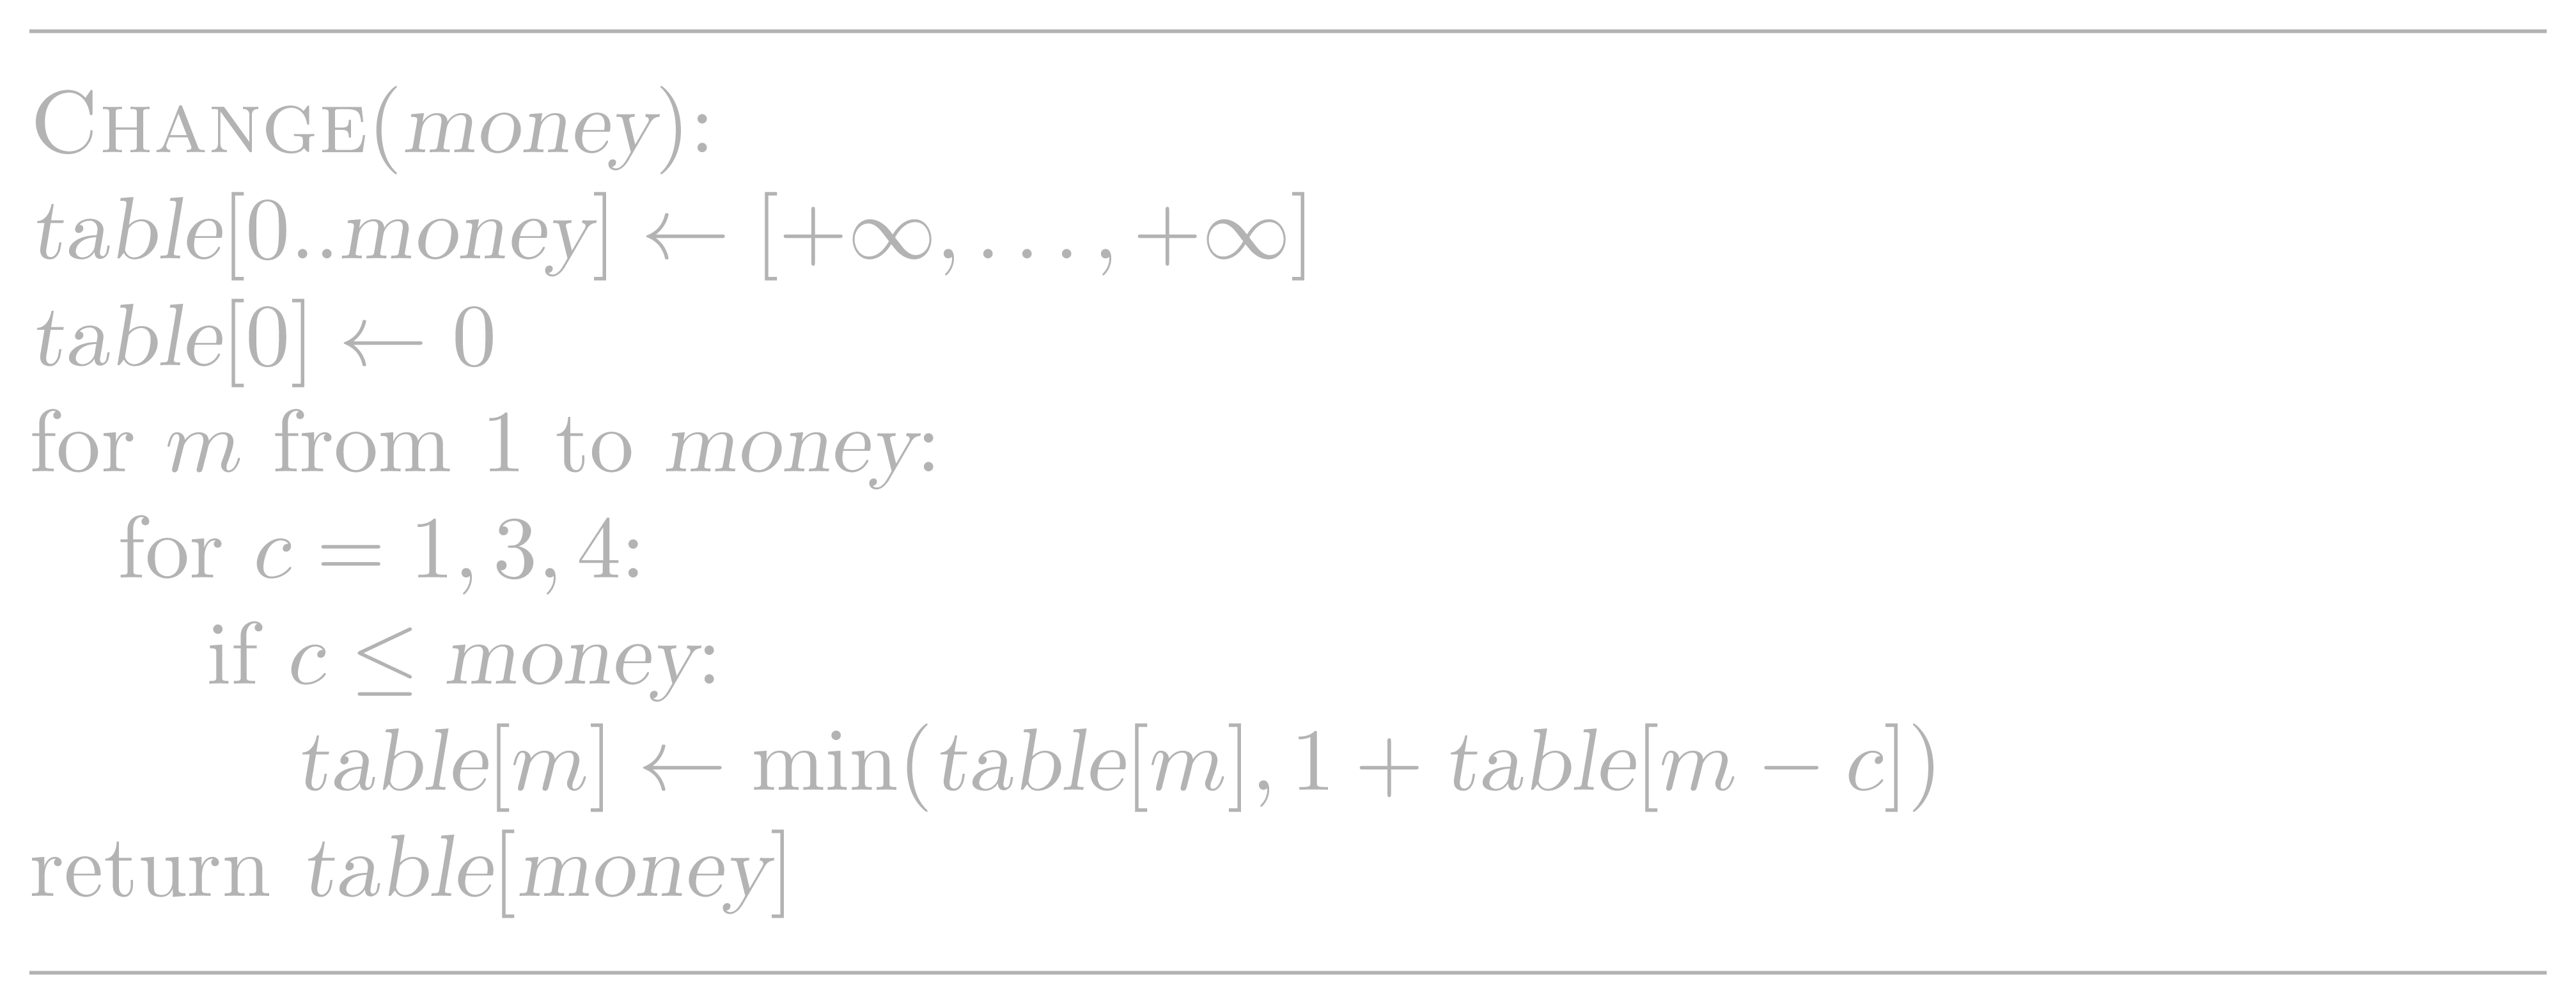 CHANGE(money):
table[0..money] ← [+∞, . . . , +∞]
table[0] ← 0
for m from 1 to money:
for c = 1, 3, 4:
if c ≤ money:
table[m] ← min(table[m], 1 + table[m − c])
return table[money]